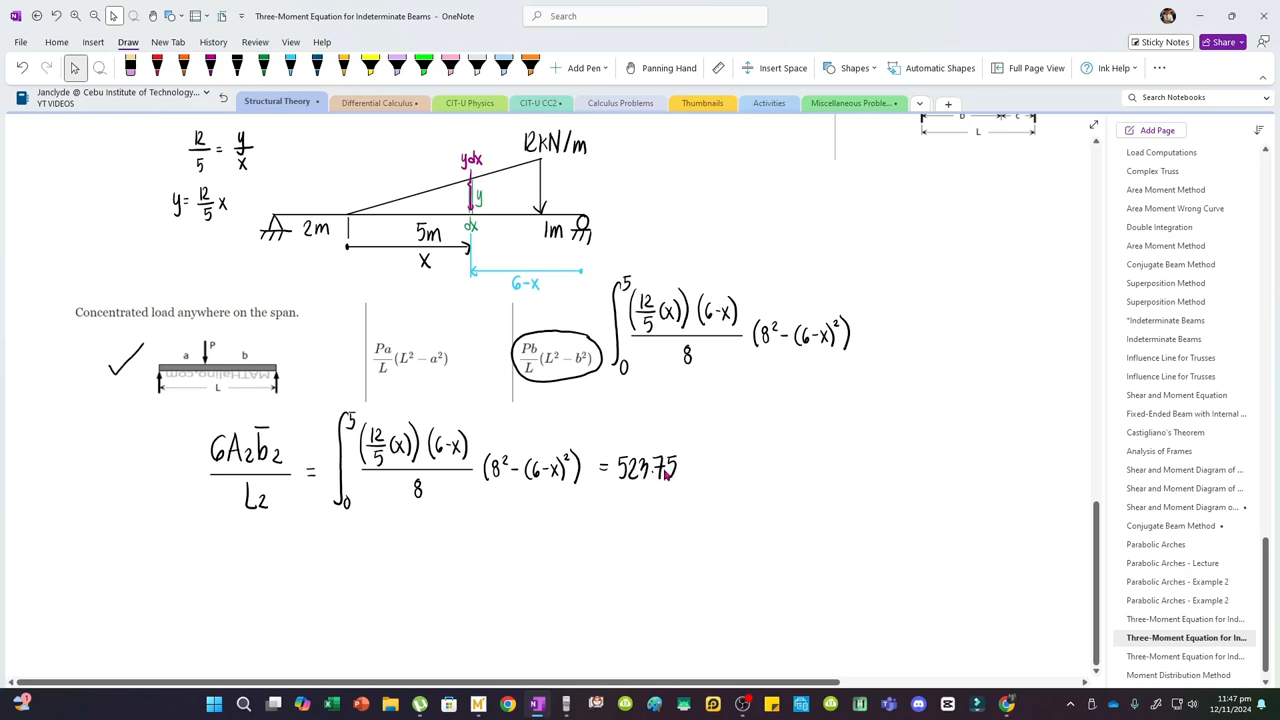 Three-Moment Equation for Indeterminate Beams - OneNote
Search
File Home Insert Draw New Tab History Review View Help
Sticky Notes Share
Add Pen Panning Hand Insert Space Shapes Automatic Shapes Full Page View Ink Help
Janclyde @ Cebu Institute of Technology...
YT VIDEOS
Structural Theory Differential Calculus CIT-U Physics CIT-U CC2 Calculus Problems Thumbnails Activities Miscellaneous Proble...
Search Notebooks
Add Page
Load Computations
Complex Truss
Area Moment Method
Area Moment Wrong Curve
Double Integration
Area Moment Method
Conjugate Beam Method
Superposition Method
Superposition Method
*Indeterminate Beams
Indeterminate Beams
Influence Line for Trusses
Influence Line for Trusses
Shear and Moment Equation
Fixed-Ended Beam with Internal ...
Castigliano's Theorem
Analysis of Frames
Shear and Moment Diagram of ...
Shear and Moment Diagram of ...
Shear and Moment Diagram o...
Conjugate Beam Method
Parabolic Arches
Parabolic Arches - Lecture
Parabolic Arches - Example 2
Parabolic Arches - Example 2
Three-Moment Equation for Ind...
Three-Moment Equation for In...
Three-Moment Equation for Ind...
Moment Distribution Method
L
12/5 = y/x
y = 12/5 x
12kN/m
ydx
y
dx
2m
5m
1m
x
6-x
∫₀⁵ (12/5 (x)) (6-x) / 8 (8² - (6-x)²)
Concentrated load anywhere on the span.
P
a b
MATHalino.com
L
Pa/L (L² − a²)
Pb/L (L² − b²)
6A₂b̄₂ / L₂ = ∫₀⁵ (12/5 (x)) (6-x) / 8 (8² - (6-x)²) = 523.75
11:47 pm
12/11/2024